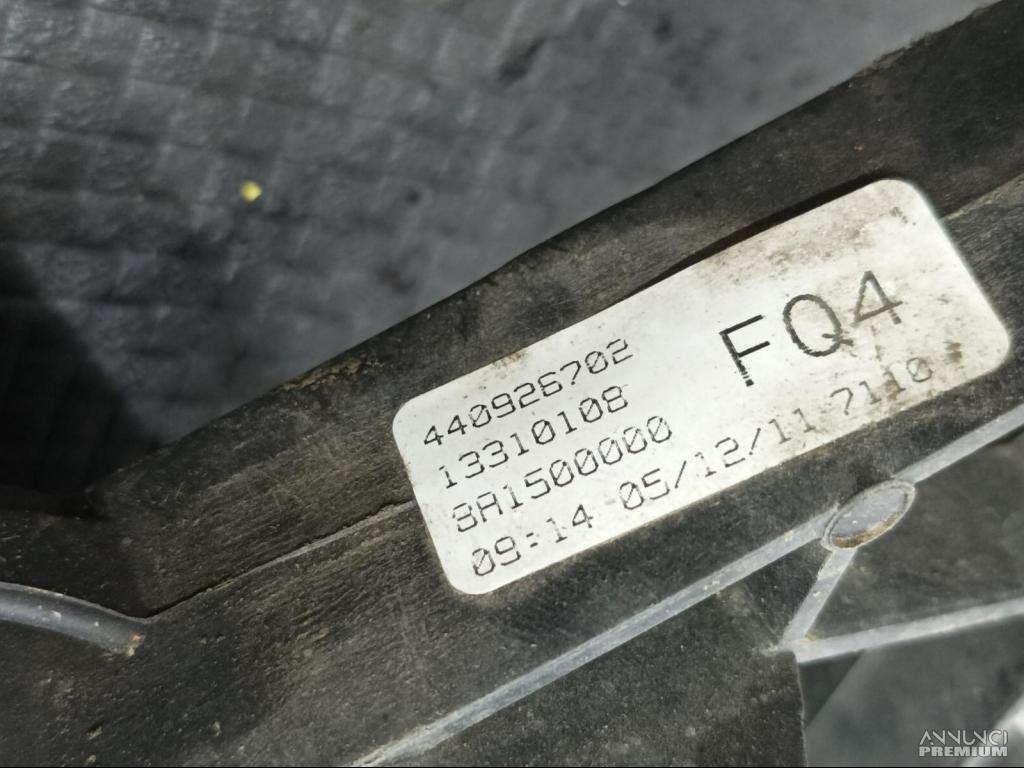 440926702
13310108
8A1500000
09:14 05/12/11 7110
FQ4
ANNUNCI
PREMIUM